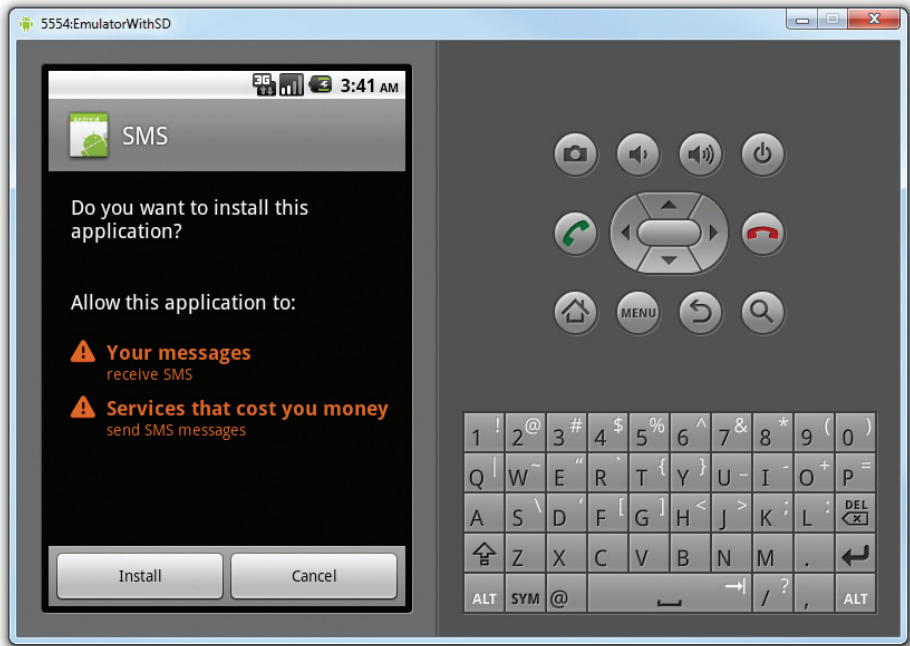 5554:EmulatorWithSD
3G 3:41 AM
Android
SMS
Do you want to install this
application?
Allow this application to:
Your messages
receive SMS
Services that cost you money
send SMS messages
Install Cancel
MENU
1 ! 2 @ 3 # 4 $ 5 % 6 ^ 7 & 8 * 9 ( 0 )
Q | W ~ E " R ` T { Y } U _ I - O + P =
A S \ D ' F [ G ] H < J > K ; L : DEL
Z X C V B N M .
ALT SYM @ / ? , ALT